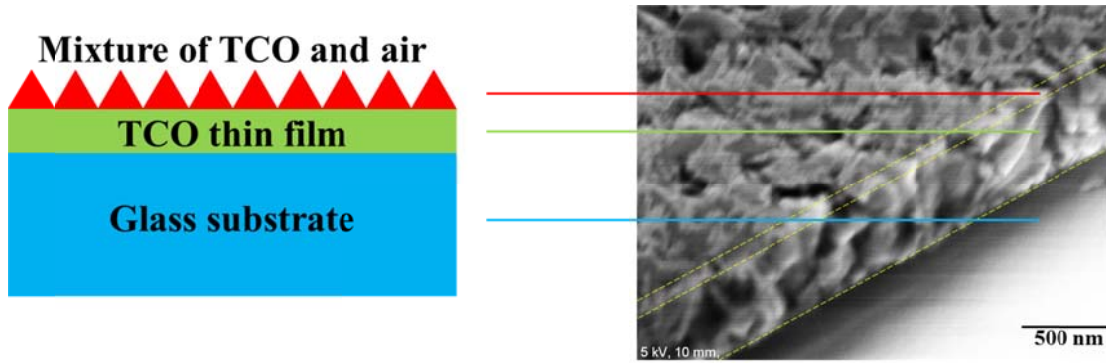 Mixture of TCO and air
TCO thin film
Glass substrate
5 kV, 10 mm,
500 nm